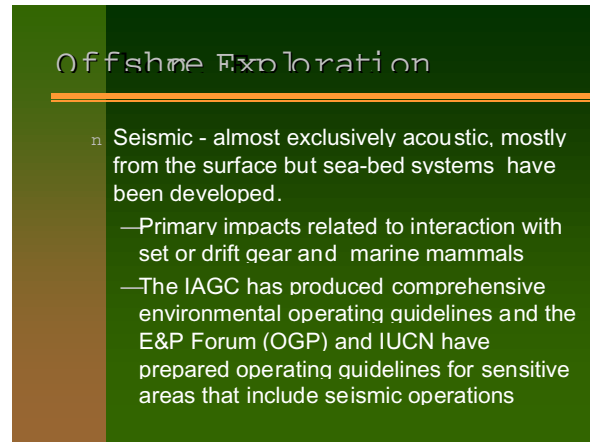 Offshore Exploration
n Seismic - almost exclusively acoustic, mostly
from the surface but sea-bed systems have
been developed.
—Primary impacts related to interaction with
set or drift gear and marine mammals
—The IAGC has produced comprehensive
environmental operating guidelines and the
E&P Forum (OGP) and IUCN have
prepared operating guidelines for sensitive
areas that include seismic operations